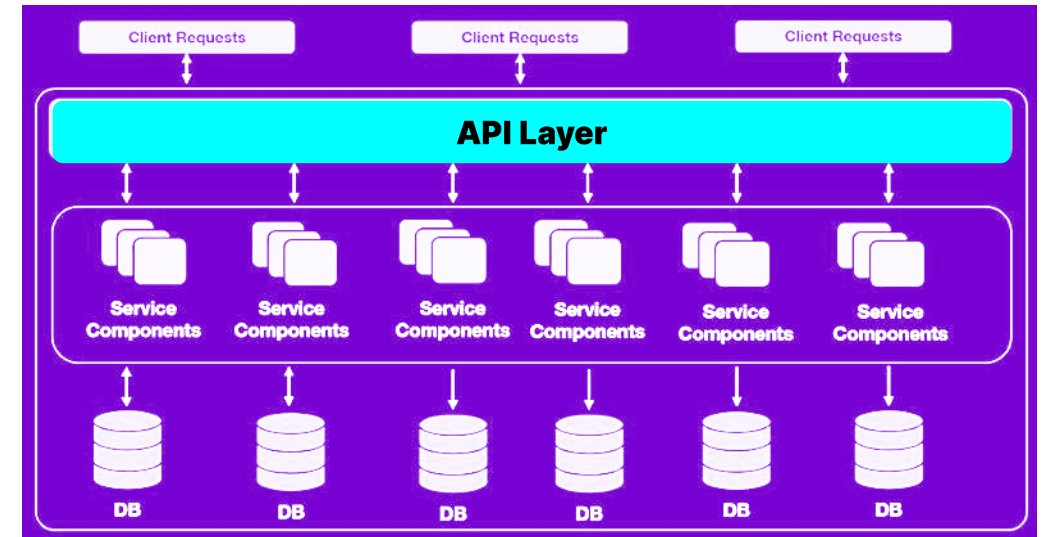 Client Requests
Client Requests
Client Requests
API Layer
Service
Components
Service
Components
Service
Components
Service
Components
Service
Components
Service
Components
DB
DB
DB
DB
DB
DB